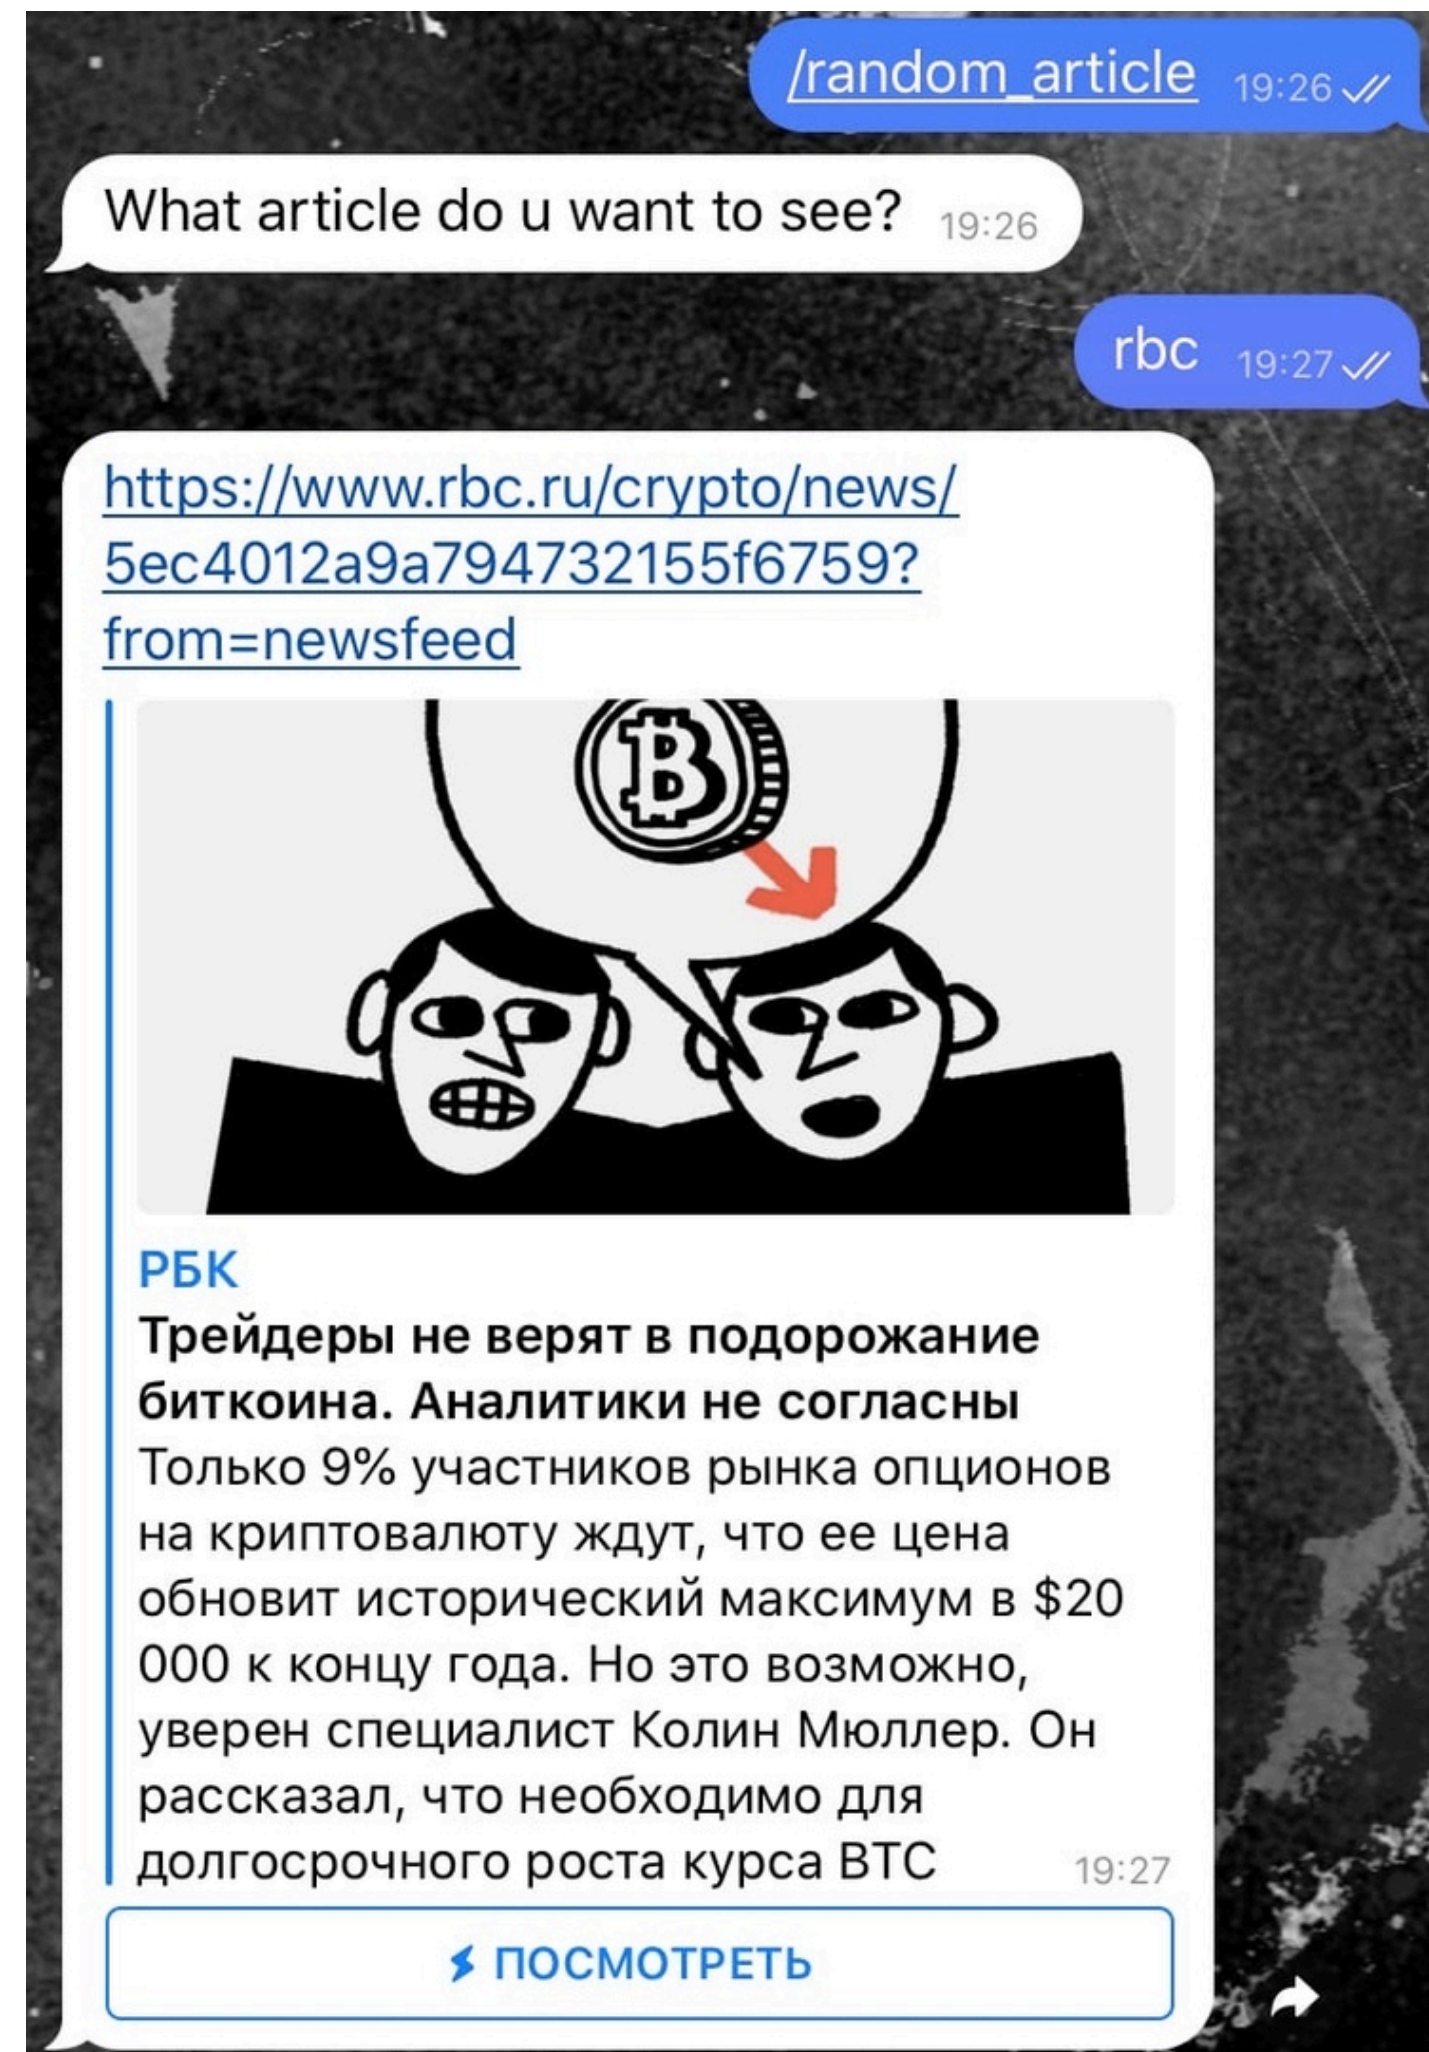 /random_article 19:26
What article do u want to see? 19:26
rbc 19:27
https://www.rbc.ru/crypto/news/
5ec4012a9a794732155f6759?
from=newsfeed
РБК
Трейдеры не верят в подорожание
биткоина. Аналитики не согласны
Только 9% участников рынка опционов
на криптовалюту ждут, что ее цена
обновит исторический максимум в $20
000 к концу года. Но это возможно,
уверен специалист Колин Мюллер. Он
рассказал, что необходимо для
долгосрочного роста курса BTC 19:27
ПОСМОТРЕТЬ